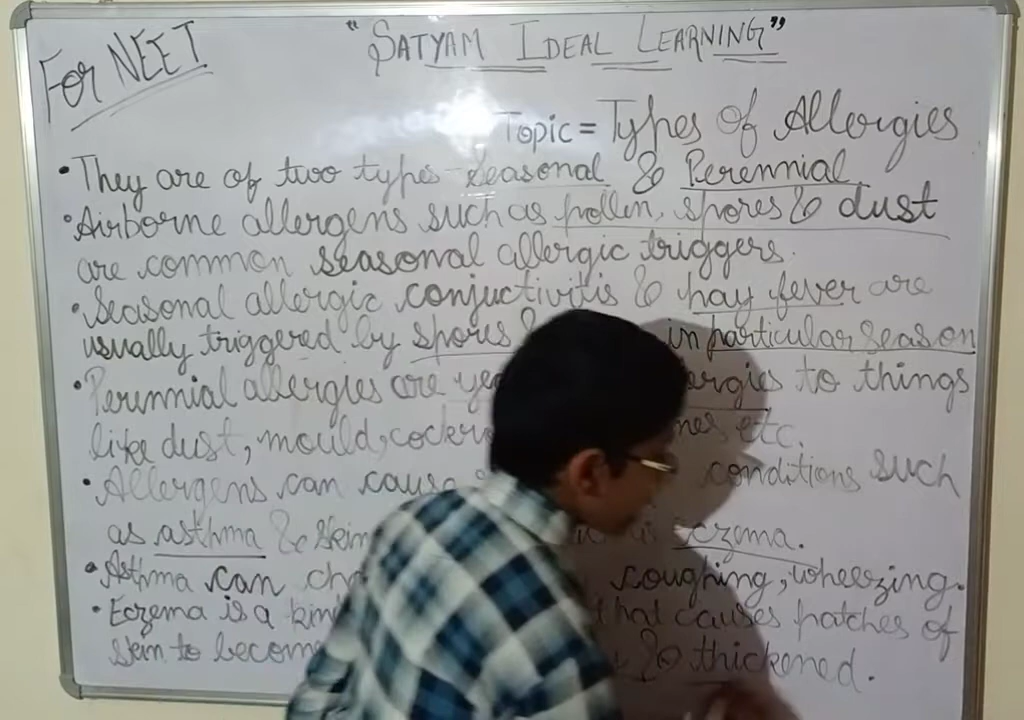 For NEET
"SATYAM IDEAL LEARNING"
Topic = Types of Allergies
• They are of two types - Seasonal & Perennial
• Airborne allergens such as pollen, spores & dust
are common seasonal allergic triggers.
• Seasonal allergic conjuctivitis & hay fever are
usually triggered by spores in particular season
• Perennial allergies are to things
like dust, mould, etc.
• Allergens can cause conditions such
as asthma & Skin Eczema.
• Asthma can coughing, wheezing.
• Eczema is a kind that causes patches of
skin to become & thickened.